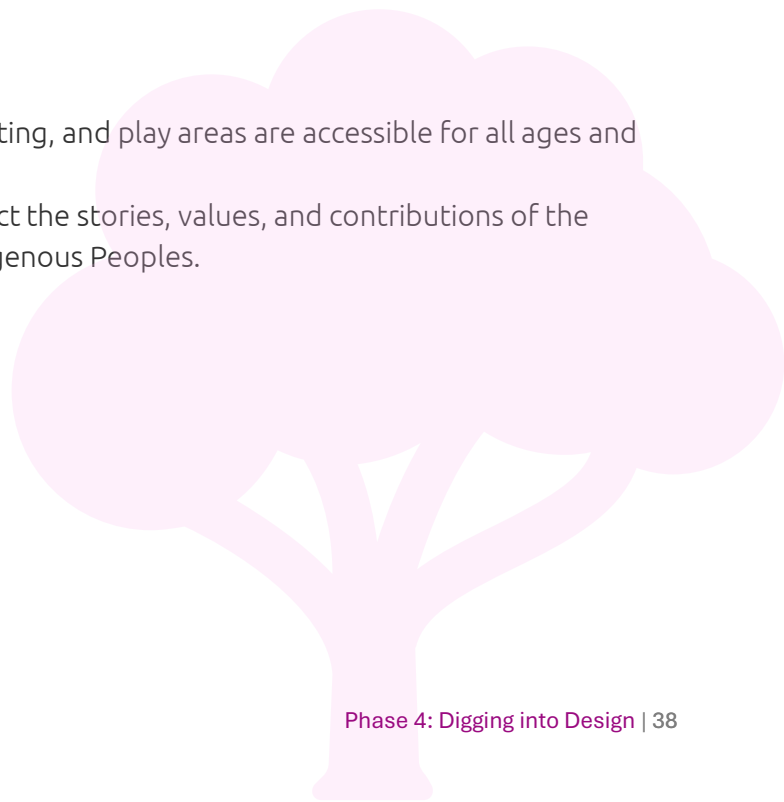 ting, and play areas are accessible for all ages and
ct the stories, values, and contributions of the
genous Peoples.
Phase 4: Digging into Design | 38